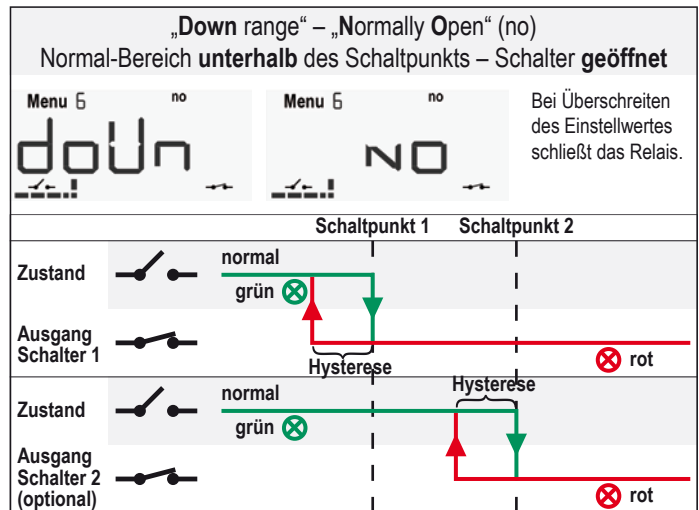 „Down range“ – „Normally Open“ (no)
Normal-Bereich unterhalb des Schaltpunkts – Schalter geöffnet
Menu 6 no
doUn
Menu 6 no
NO
Bei Überschreiten
des Einstellwertes
schließt das Relais.
Schaltpunkt 1 Schaltpunkt 2
Zustand
normal
grün
Ausgang
Schalter 1
Hysterese
rot
Zustand
normal
grün
Hysterese
Ausgang
Schalter 2
(optional)
rot